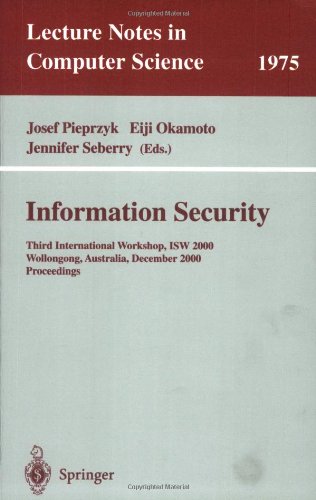 Lecture Notes in
Computer Science 1975
Josef Pieprzyk Eiji Okamoto
Jennifer Seberry (Eds.)
Information Security
Third International Workshop, ISW 2000
Wollongong, Australia, December 2000
Proceedings
Springer